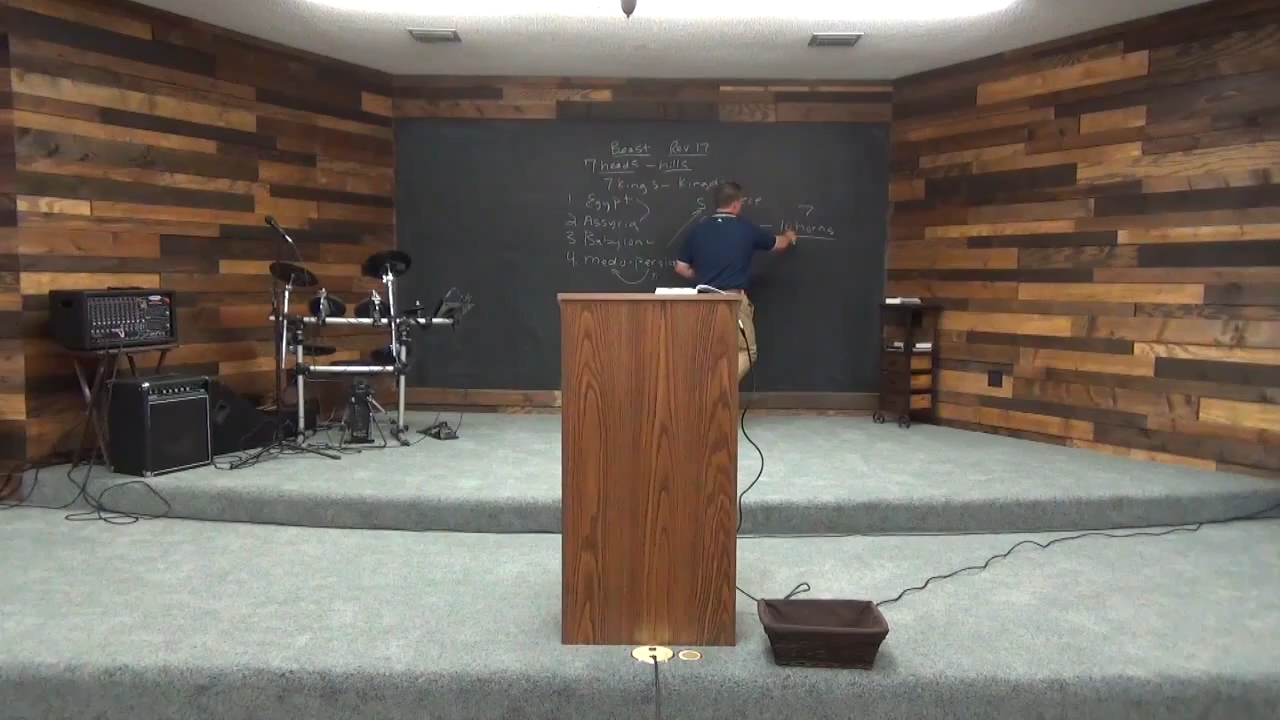 Beast Rev 17
7 heads - hills
7 kings - Kingd
1. Egypt
2. Assyria
3 Babylon
4. Medo-Persia
5
7
- 10 Horns